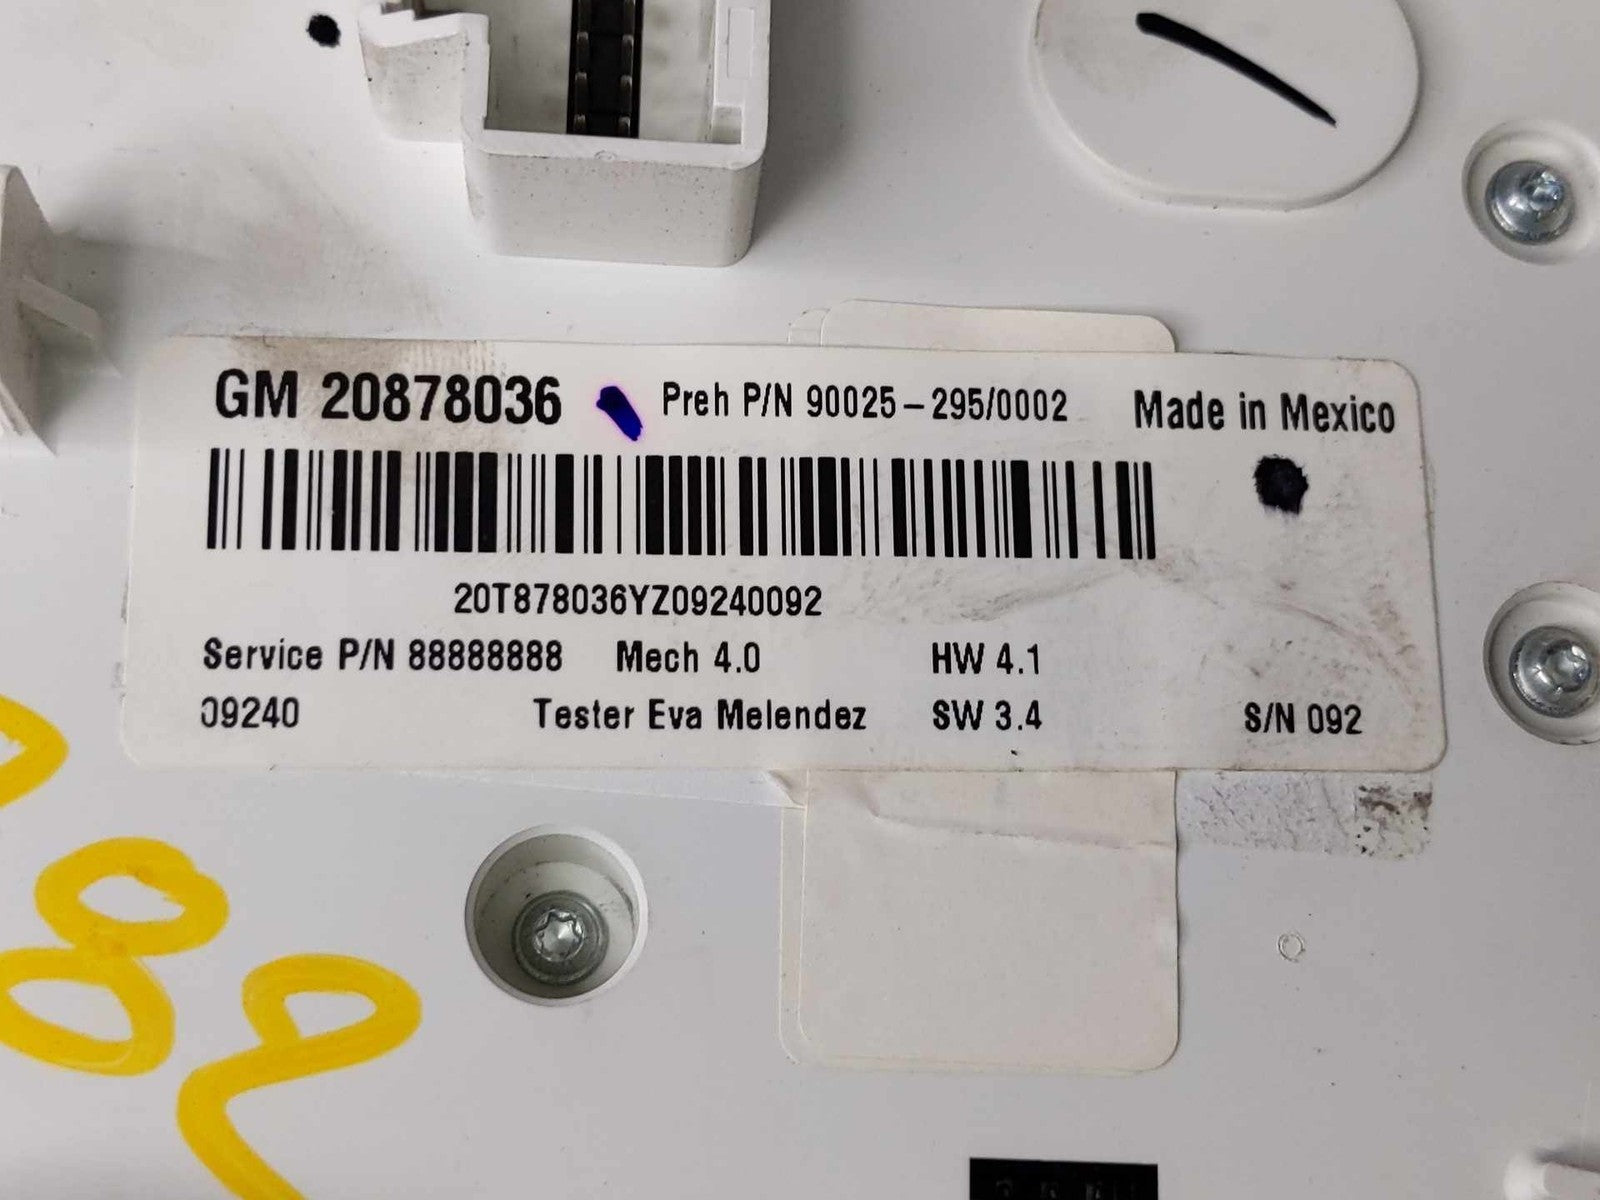 GM 20878036 Preh P/N 90025-295/0002 Made in Mexico
20T878036YZ09240092
Service P/N 88888888 Mech 4.0 HW 4.1
09240 Tester Eva Melendez SW 3.4 S/N 092